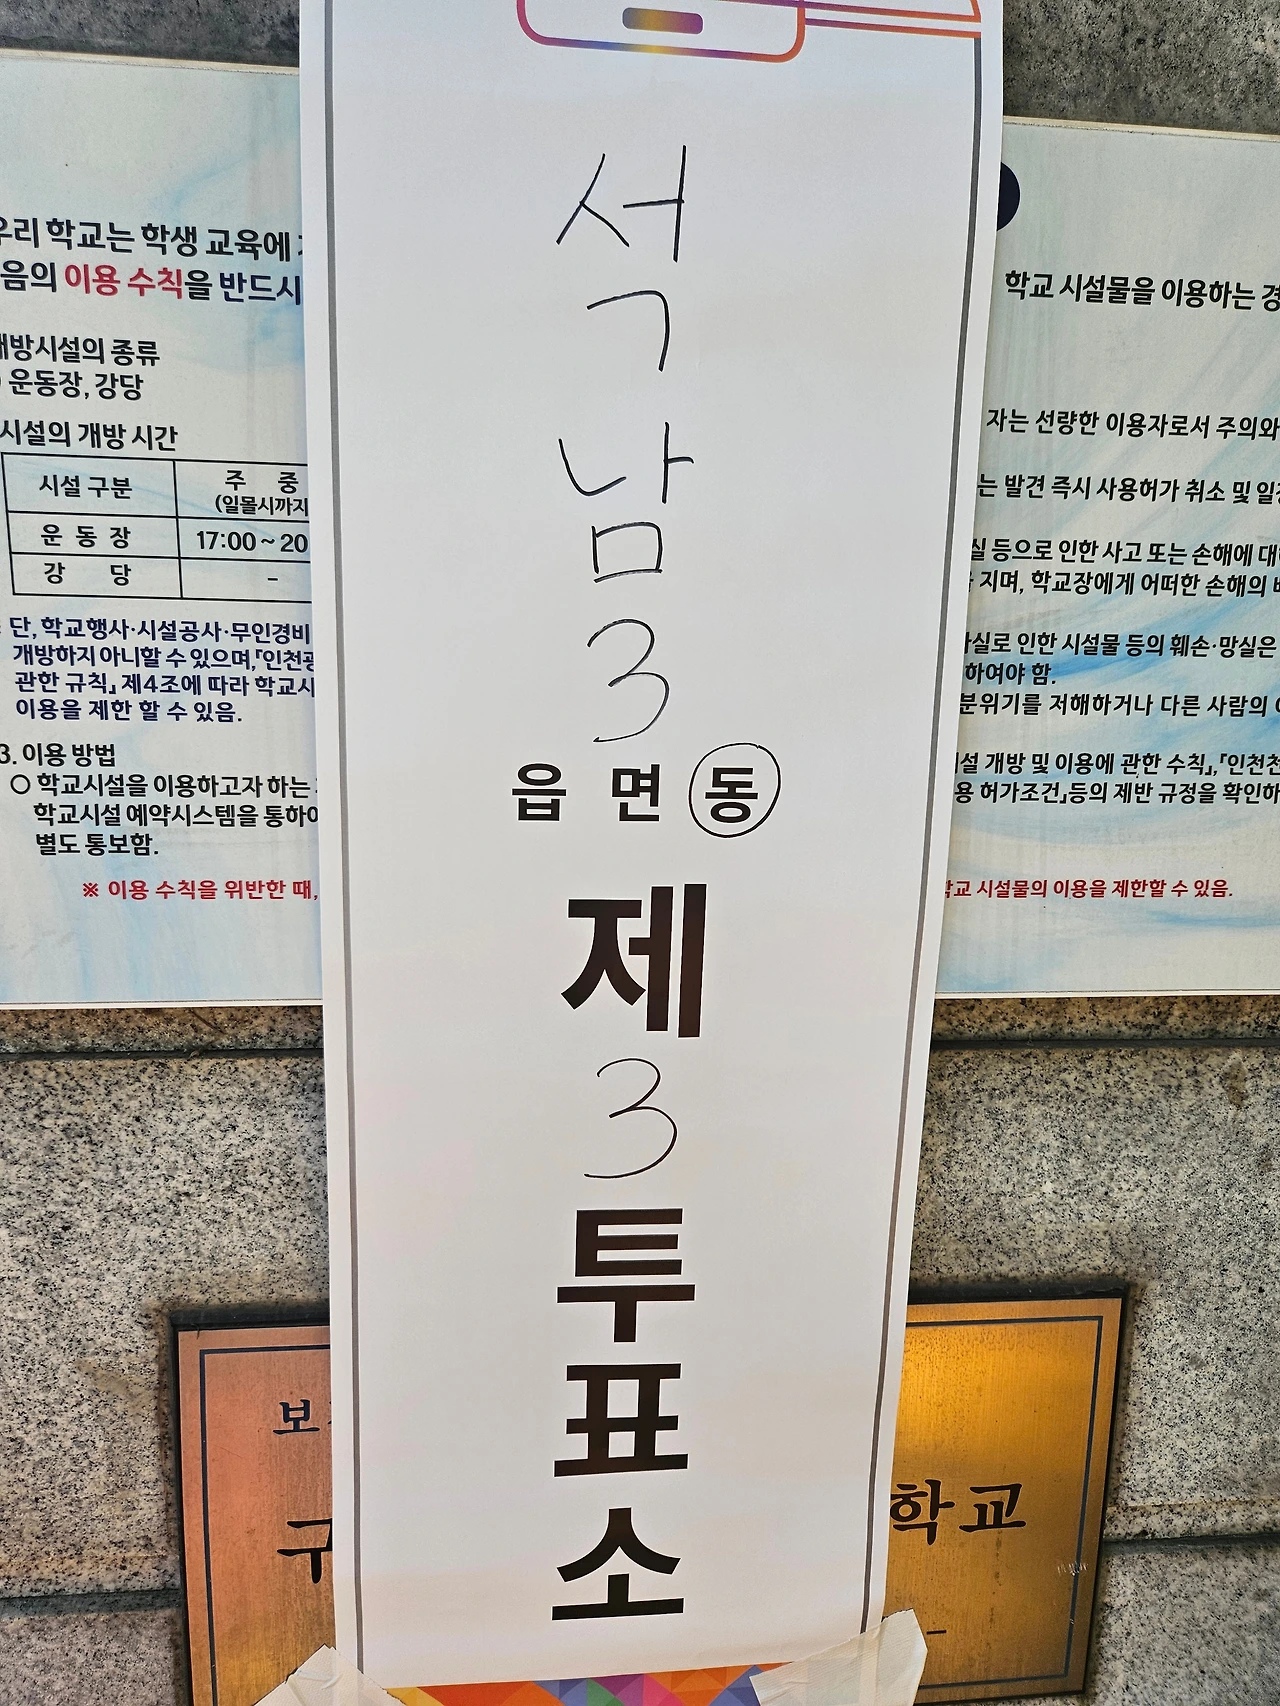 우리 학교는 학생 교육에
음의 이용 수칙을 반드시
개방시설의 종류
운동장, 강당
시설의 개방 시간
시설 구분 주 중
(일몰시까지
운 동 장 17:00 ~ 20
강 당 -
단, 학교행사·시설공사·무인경비
개방하지 아니할 수 있으며,「인천광
관한 규칙」 제4조에 따라 학교시
이용을 제한 할 수 있음.
3. 이용 방법
○ 학교시설을 이용하고자 하는
학교시설 예약시스템을 통하여
별도 통보함.
※ 이용 수칙을 위반한 때,
석
남
3
읍 면 동
제
3
투
표
소
학교 시설물을 이용하는 경
자는 선량한 이용자로서 주의와
는 발견 즉시 사용허가 취소 및 일정
실 등으로 인한 사고 또는 손해에 대하
지며, 학교장에게 어떠한 손해의 배
과실로 인한 시설물 등의 훼손·망실은
하여야 함.
분위기를 저해하거나 다른 사람의
설 개방 및 이용에 관한 수칙」,「인천천
용 허가조건」등의 제반 규정을 확인하
학교 시설물의 이용을 제한할 수 있음.
보
구
학교